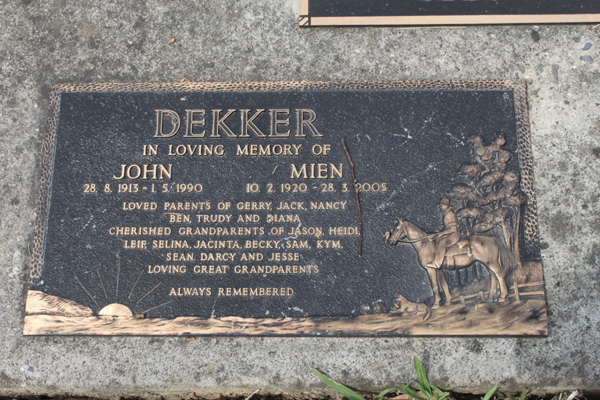 DEKKER
IN LOVING MEMORY OF
JOHN MIEN
28. 8. 1913 - 1. 5. 1990 10. 2. 1920 - 28. 3. 2005
LOVED PARENTS OF GERRY, JACK, NANCY
BEN, TRUDY AND DIANA
CHERISHED GRANDPARENTS OF JASON, HEIDI,
LEIF, SELINA, JACINTA, BECKY, SAM, KYM,
SEAN, DARCY AND JESSE
LOVING GREAT GRANDPARENTS
ALWAYS REMEMBERED